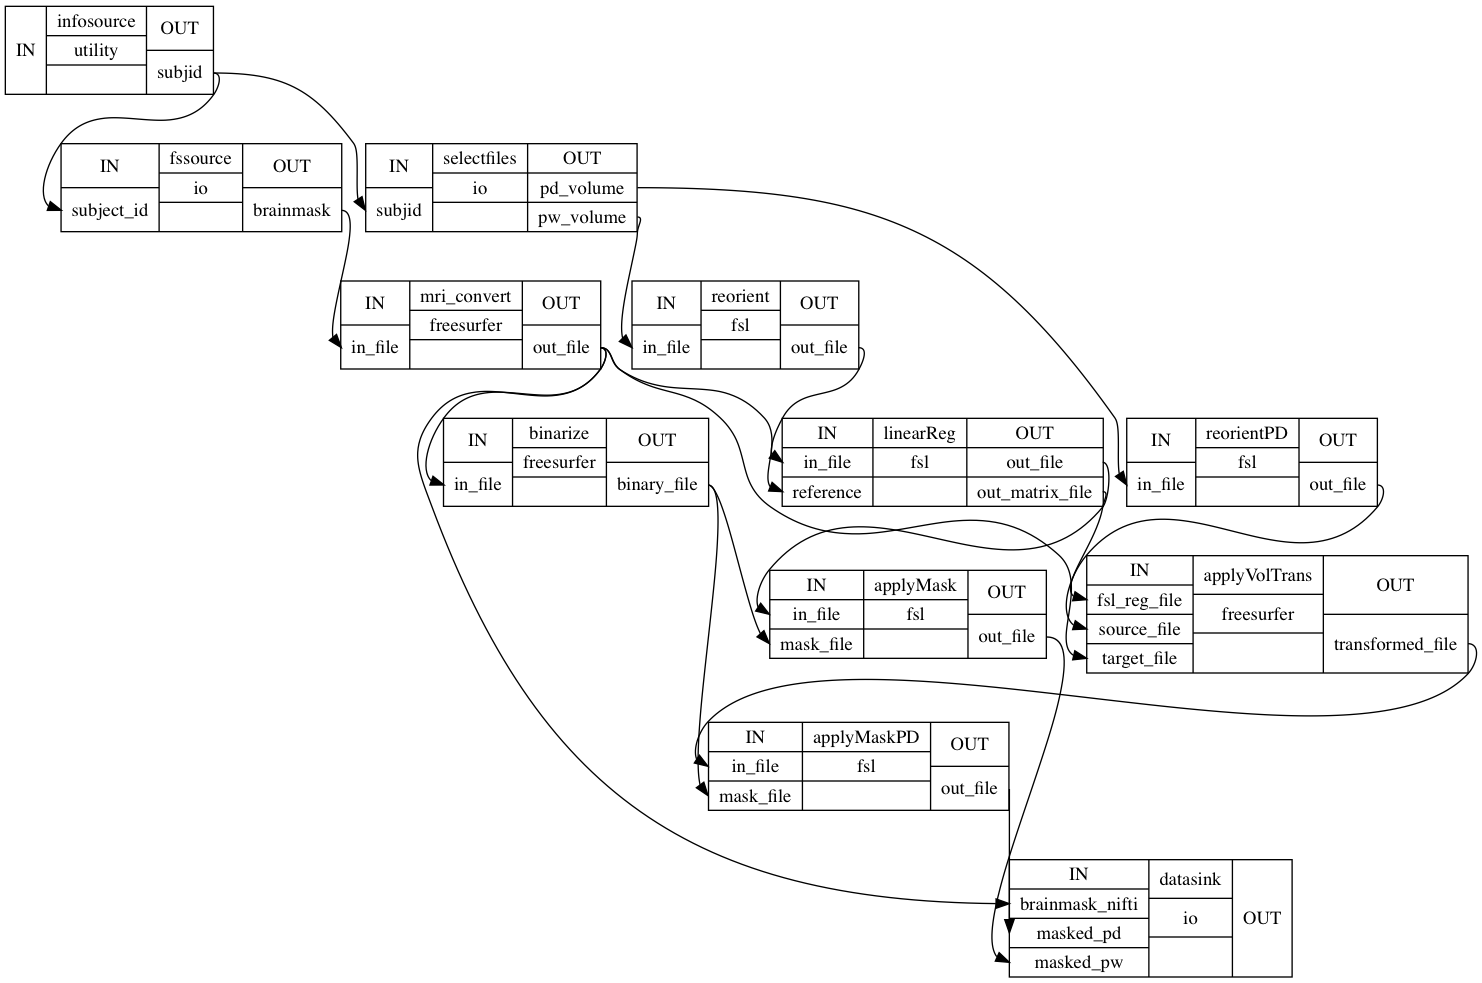 IN
infosource
utility
OUT
subjid
IN
subject_id
fssource
io
OUT
brainmask
IN
subjid
selectfiles
io
OUT
pd_volume
pw_volume
IN
in_file
mri_convert
freesurfer
OUT
out_file
IN
in_file
reorient
fsl
OUT
out_file
IN
in_file
binarize
freesurfer
OUT
binary_file
IN
in_file
reference
linearReg
fsl
OUT
out_file
out_matrix_file
IN
in_file
reorientPD
fsl
OUT
out_file
IN
in_file
mask_file
applyMask
fsl
OUT
out_file
IN
fsl_reg_file
source_file
target_file
applyVolTrans
freesurfer
OUT
transformed_file
IN
in_file
mask_file
applyMaskPD
fsl
OUT
out_file
IN
brainmask_nifti
masked_pd
masked_pw
datasink
io
OUT